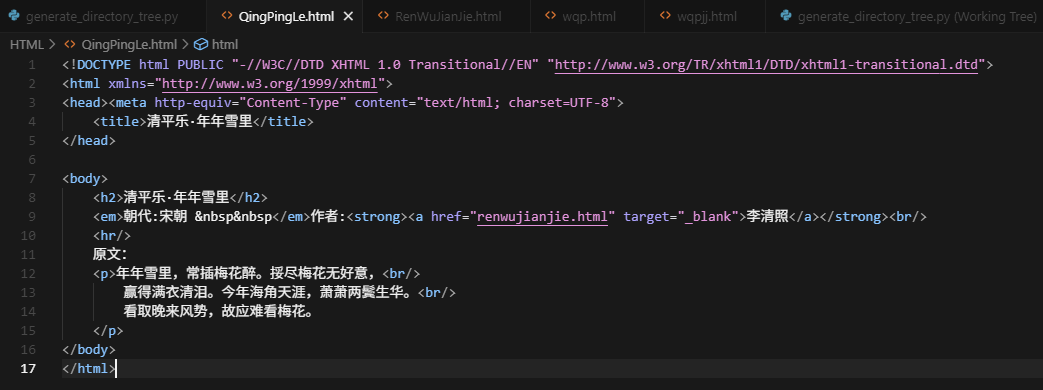 generate_directory_tree.py QingPingLe.html RenWuJianJie.html wqp.html wqpjj.html generate_directory_tree.py (Working Tree)
HTML > QingPingLe.html > html
1 <!DOCTYPE html PUBLIC "-//W3C//DTD XHTML 1.0 Transitional//EN" "http://www.w3.org/TR/xhtml1/DTD/xhtml1-transitional.dtd">
2 <html xmlns="http://www.w3.org/1999/xhtml">
3 <head><meta http-equiv="Content-Type" content="text/html; charset=UTF-8">
4 <title>清平乐·年年雪里</title>
5 </head>
6
7 <body>
8 <h2>清平乐·年年雪里</h2>
9 <em>朝代:宋朝 &nbsp&nbsp</em>作者:<strong><a href="renwujianjie.html" target="_blank">李清照</a></strong><br/>
10 <hr/>
11 原文:
12 <p>年年雪里，常插梅花醉。挼尽梅花无好意，<br/>
13 赢得满衣清泪。今年海角天涯，萧萧两鬓生华。<br/>
14 看取晚来风势，故应难看梅花。
15 </p>
16 </body>
17 </html>